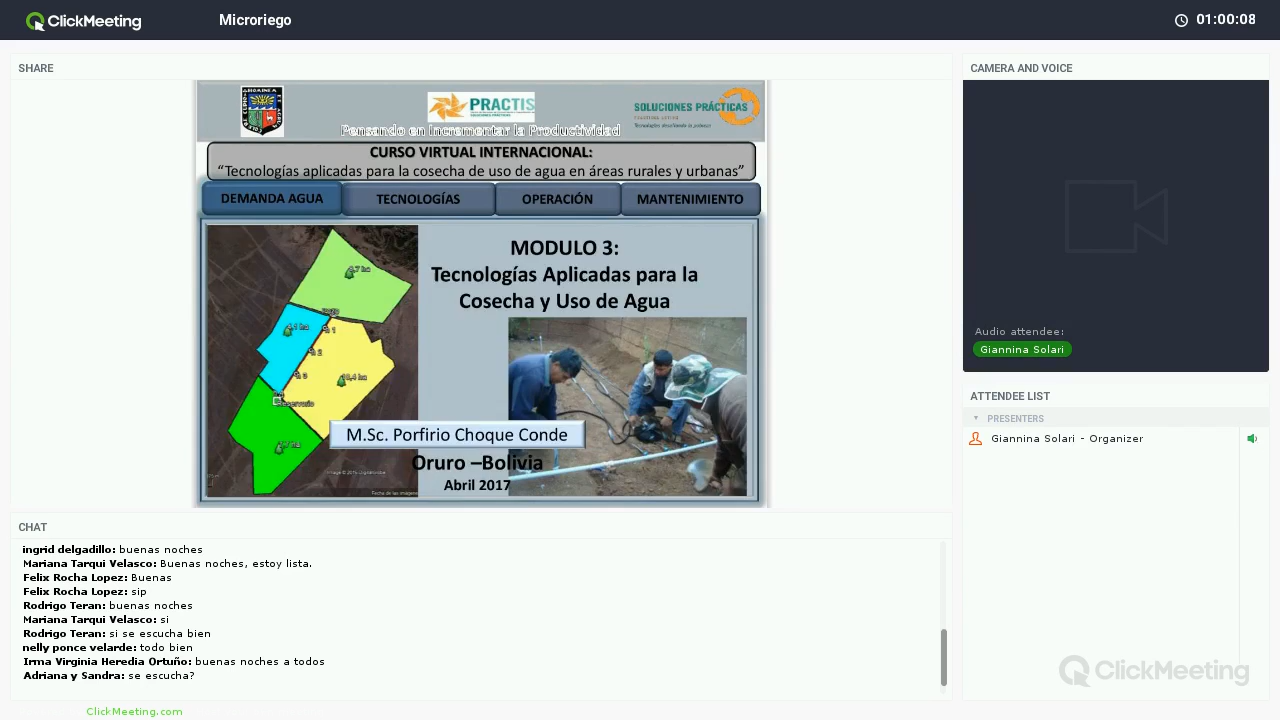 ClickMeeting
Microriego
01:00:08
SHARE
PRACTIS
SOLUCIONES PRÁCTICAS
Pensando en Incrementar la Productividad
CURSO VIRTUAL INTERNACIONAL:
“Tecnologías aplicadas para la cosecha de uso de agua en áreas rurales y urbanas”
DEMANDA AGUA
TECNOLOGÍAS
OPERACIÓN
MANTENIMIENTO
MODULO 3:
Tecnologías Aplicadas para la
Cosecha y Uso de Agua
M.Sc. Porfirio Choque Conde
Oruro –Bolivia
Abril 2017
CHAT
ingrid delgadillo: buenas noches
Mariana Tarqui Velasco: Buenas noches, estoy lista.
Felix Rocha Lopez: Buenas
Felix Rocha Lopez: sip
Rodrigo Teran: buenas noches
Mariana Tarqui Velasco: si
Rodrigo Teran: si se escucha bien
nelly ponce velarde: todo bien
Irma Virginia Heredia Ortuño: buenas noches a todos
Adriana y Sandra: se escucha?
ClickMeeting.com
CAMERA AND VOICE
Audio attendee:
Giannina Solari
ATTENDEE LIST
PRESENTERS
Giannina Solari - Organizer
ClickMeeting